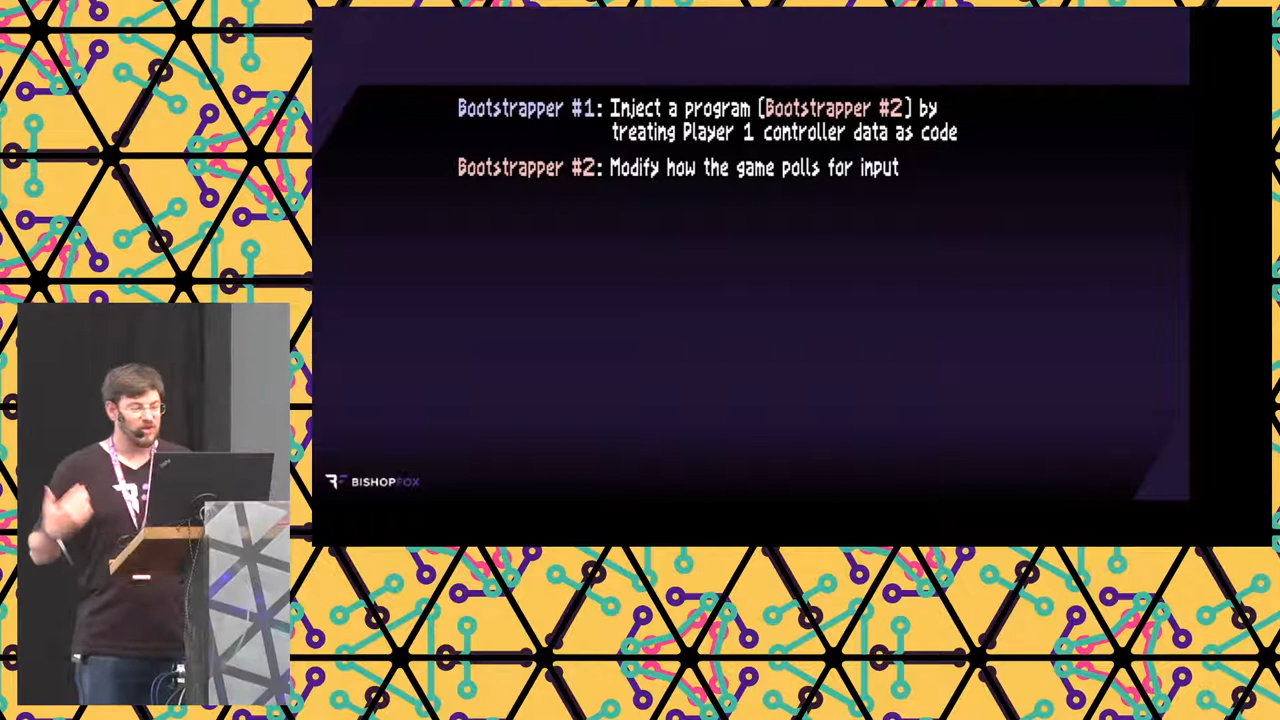 Bootstrapper #1: Inject a program (Bootstrapper #2) by
treating Player 1 controller data as code
Bootstrapper #2: Modify how the game polls for input
BISHOPFOX